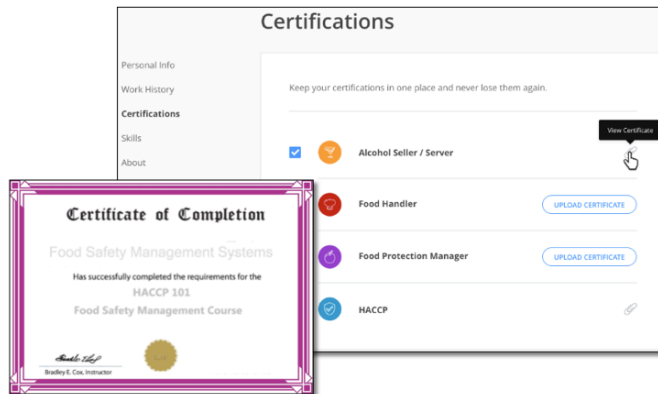 Certifications
Personal Info
Work History
Certifications
Skills
About
Keep your certifications in one place and never lose them again.
View Certificate
Alcohol Seller / Server
Food Handler
UPLOAD CERTIFICATE
Food Protection Manager
UPLOAD CERTIFICATE
HACCP
Certificate of Completion
Food Safety Management Systems
Has successfully completed the requirements for the
HACCP 101
Food Safety Management Course
Bradley E. Cox, Instructor